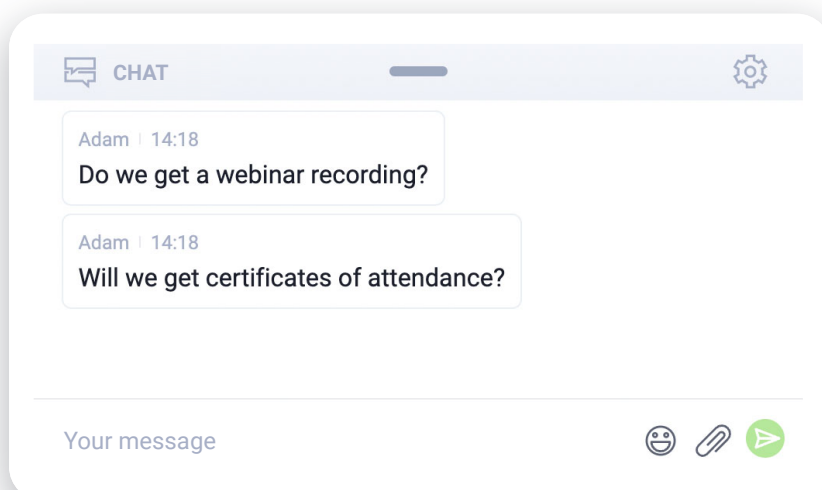 CHAT
Adam 14:18
Do we get a webinar recording?
Adam 14:18
Will we get certificates of attendance?
Your message